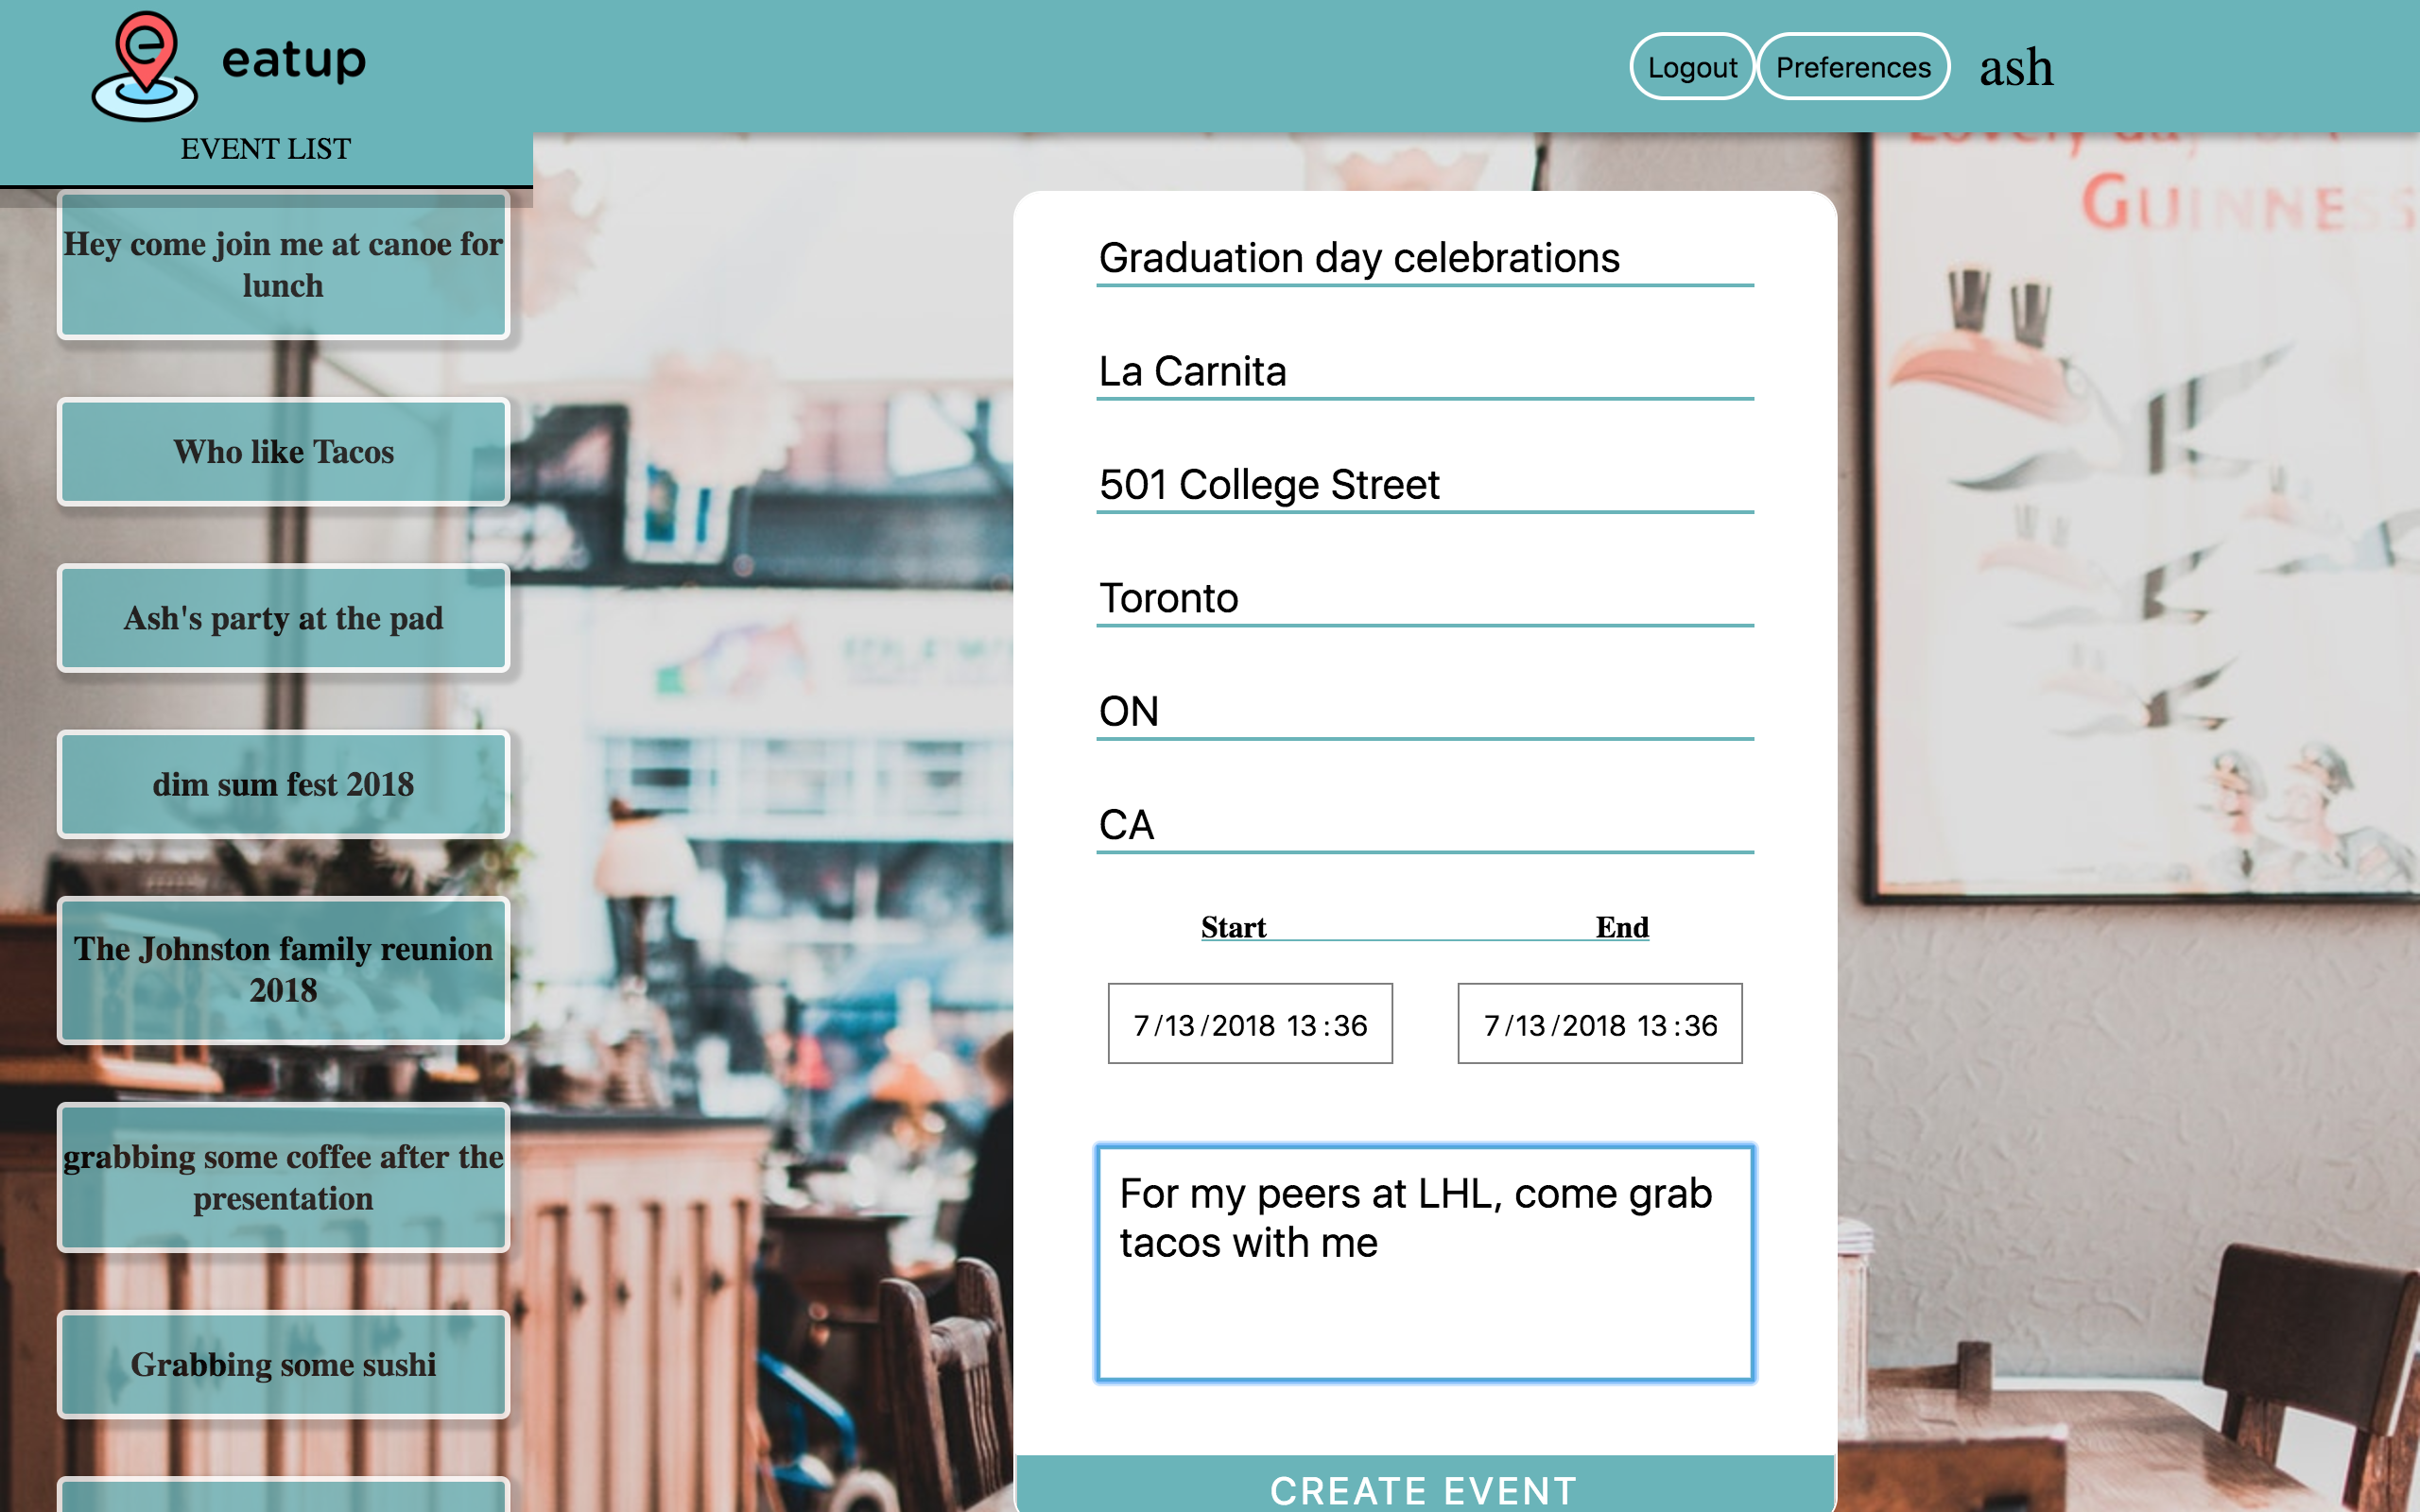 eatup
Logout
Preferences
ash
EVENT LIST
Hey come join me at canoe for
lunch
Who like Tacos
Ash's party at the pad
dim sum fest 2018
The Johnston family reunion
2018
grabbing some coffee after the
presentation
Grabbing some sushi
Graduation day celebrations
La Carnita
501 College Street
Toronto
ON
CA
Start
End
7/13/2018 13:36
7/13/2018 13:36
For my peers at LHL, come grab
tacos with me
CREATE EVENT
GUINNESS